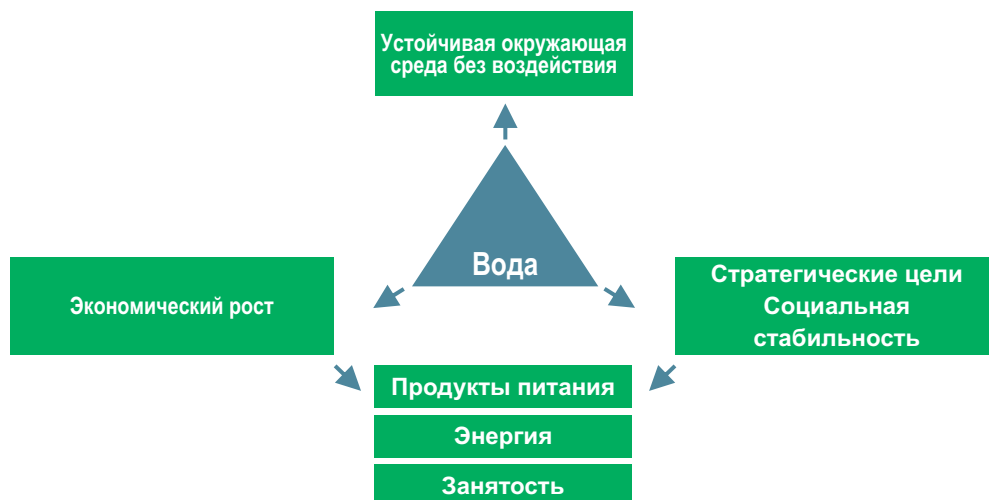 Устойчивая окружающая
среда без воздействия
Вода
Экономический рост
Стратегические цели
Социальная
стабильность
Продукты питания
Энергия
Занятость